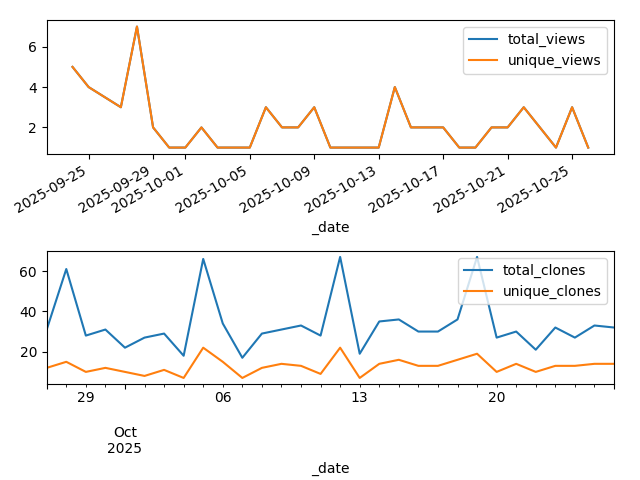 6
4
2
total_views
unique_views
2025-09-25
2025-09-29
2025-10-01
2025-10-05
2025-10-09
2025-10-13
2025-10-17
2025-10-21
2025-10-25
_date
60
40
20
total_clones
unique_clones
29
06
13
20
Oct
2025
_date